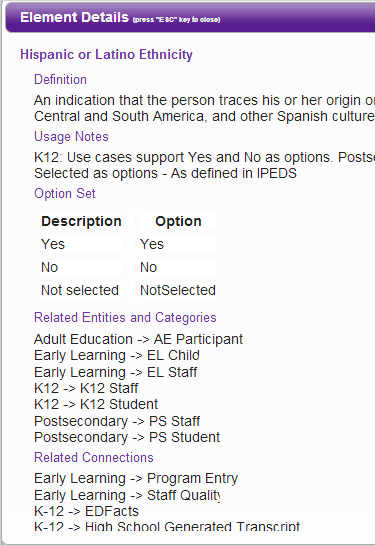 Element Details (press "ESC" key to close)
Hispanic or Latino Ethnicity
Definition
An indication that the person traces his or her origin o
Central and South America, and other Spanish culture
Usage Notes
K12: Use cases support Yes and No as options. Posts
Selected as options - As defined in IPEDS
Option Set
Description Option
Yes Yes
No No
Not selected NotSelected
Related Entities and Categories
Adult Education -> AE Participant
Early Learning -> EL Child
Early Learning -> EL Staff
K12 -> K12 Staff
K12 -> K12 Student
Postsecondary -> PS Staff
Postsecondary -> PS Student
Related Connections
Early Learning -> Program Entry
Early Learning -> Staff Quality
K-12 -> EDFacts
K-12 -> High School Generated Transcript